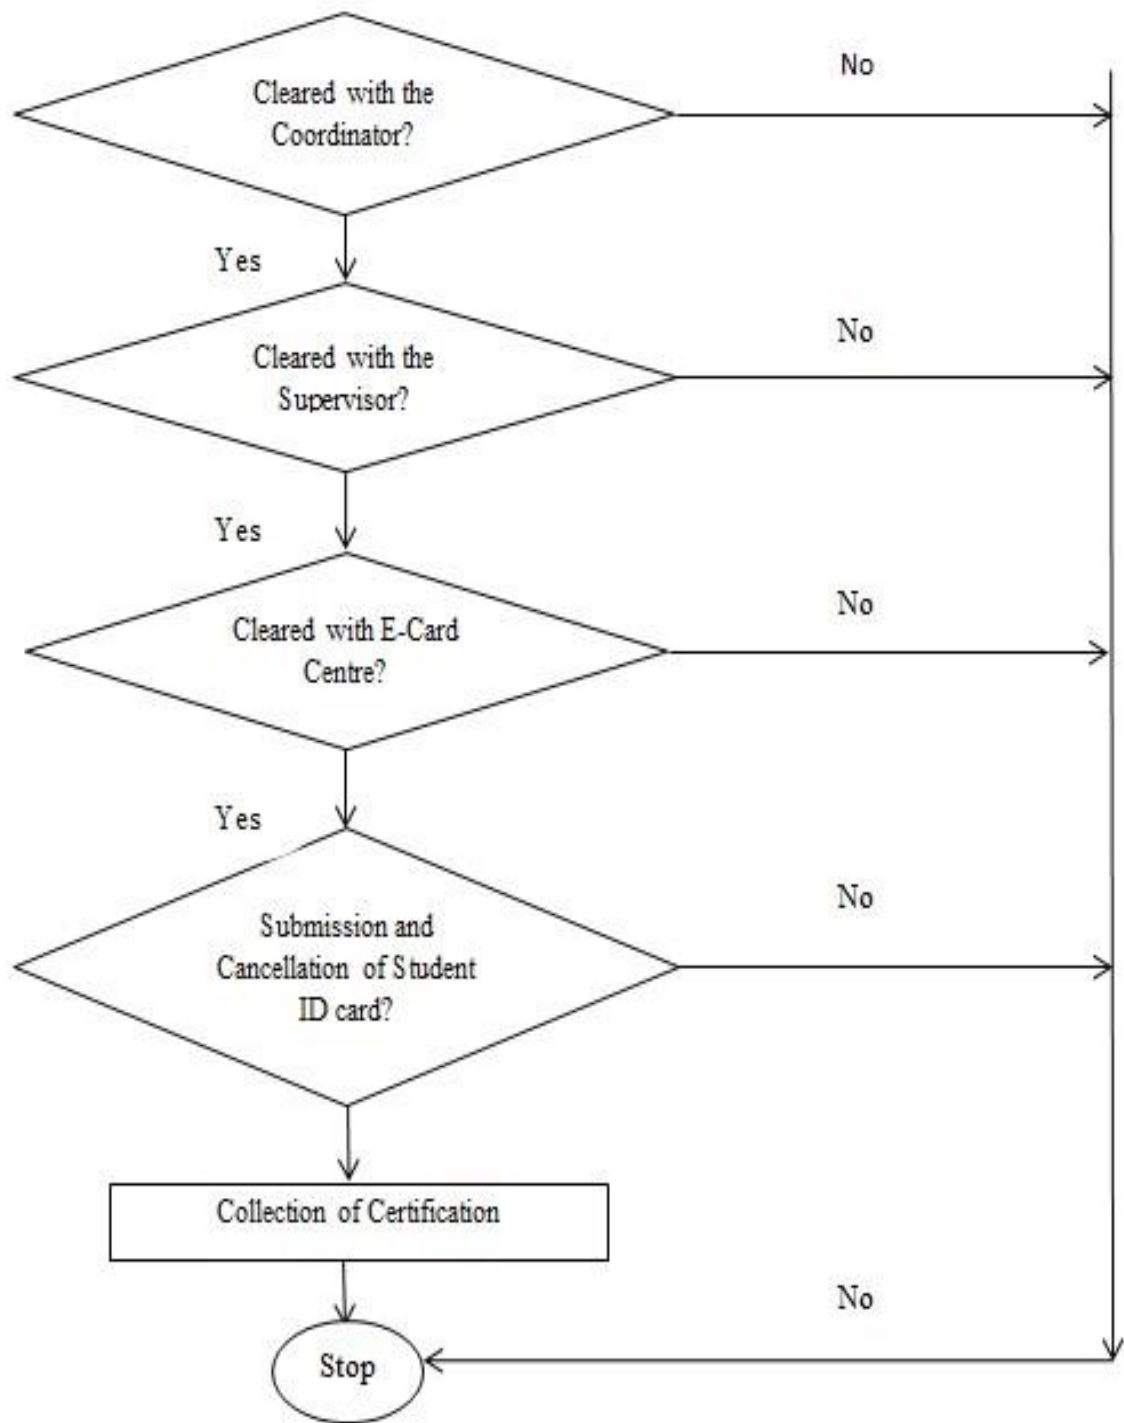 Cleared with the
Coordinator?
No
Yes
Cleared with the
Supervisor?
No
Yes
Cleared with E-Card
Centre?
No
Yes
Submission and
Cancellation of Student
ID card?
No
Collection of Certification
No
Stop